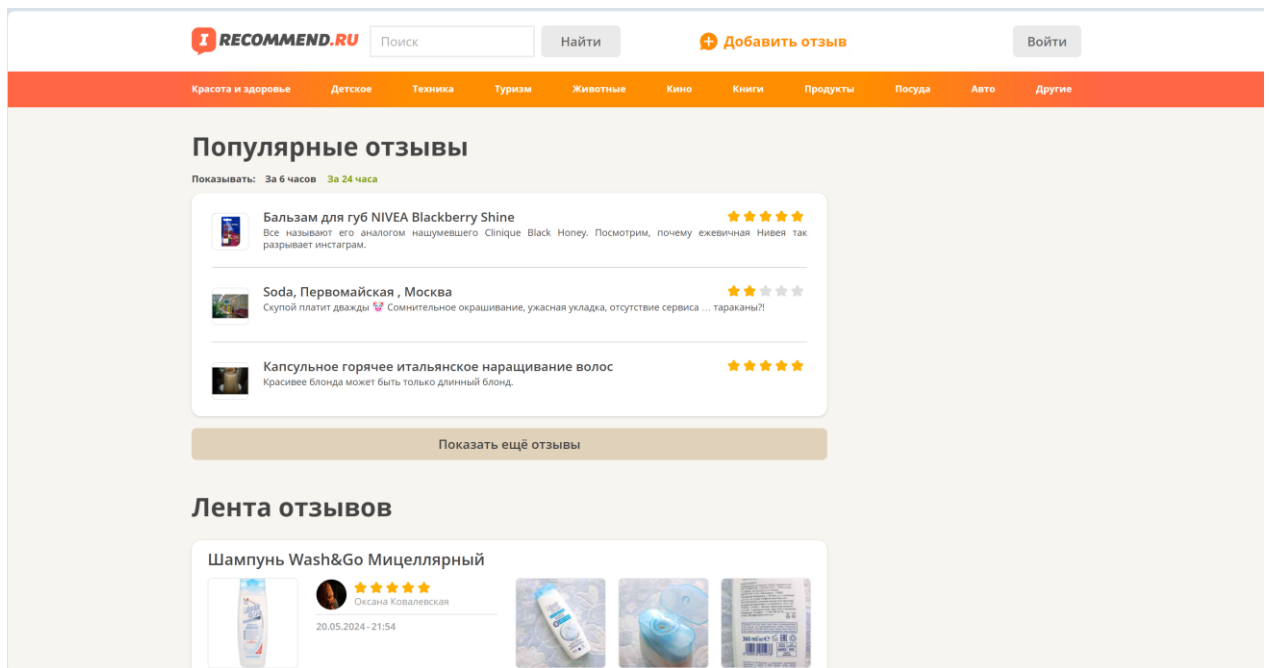 I RECOMMEND.RU Поиск Найти Добавить отзыв Войти
Красота и здоровье Детское Техника Туризм Животные Кино Книги Продукты Посуда Авто Другие
Популярные отзывы
Показывать: За 6 часов За 24 часа
Бальзам для губ NIVEA Blackberry Shine
Все называют его аналогом нашумевшего Clinique Black Honey. Посмотрим, почему ежевичная Нивея так
разрывает инстаграм.
Soda, Первомайская , Москва
Скупой платит дважды 🤡 Сомнительное окрашивание, ужасная укладка, отсутствие сервиса … тараканы?!
Капсульное горячее итальянское наращивание волос
Красивее блонда может быть только длинный блонд.
Показать ещё отзывы
Лента отзывов
Шампунь Wash&Go Мицеллярный
Оксана Ковалевская
20.05.2024 - 21:54